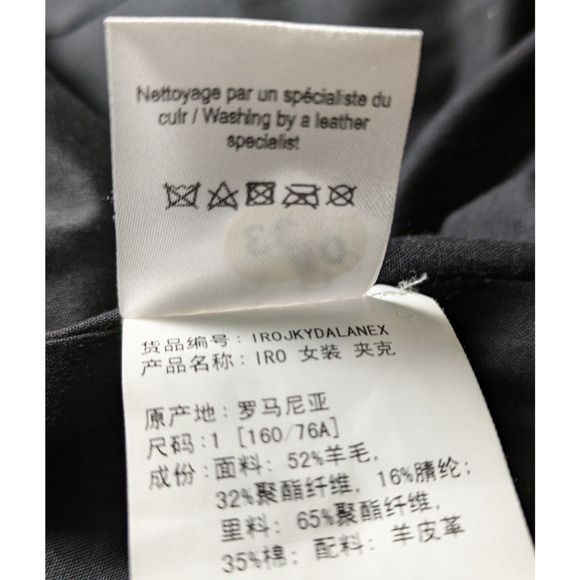 Nettoyage par un spécialiste du
cuir / Washing by a leather
specialist
货品编号: IROJKYDALANEX
产品名称: IRO 女装 夹克
原产地: 罗马尼亚
尺码: 1 [160/76A]
成份: 面料: 52%羊毛,
32%聚酯纤维, 16%腈纶;
里料: 65%聚酯纤维,
35%棉; 配料: 羊皮革